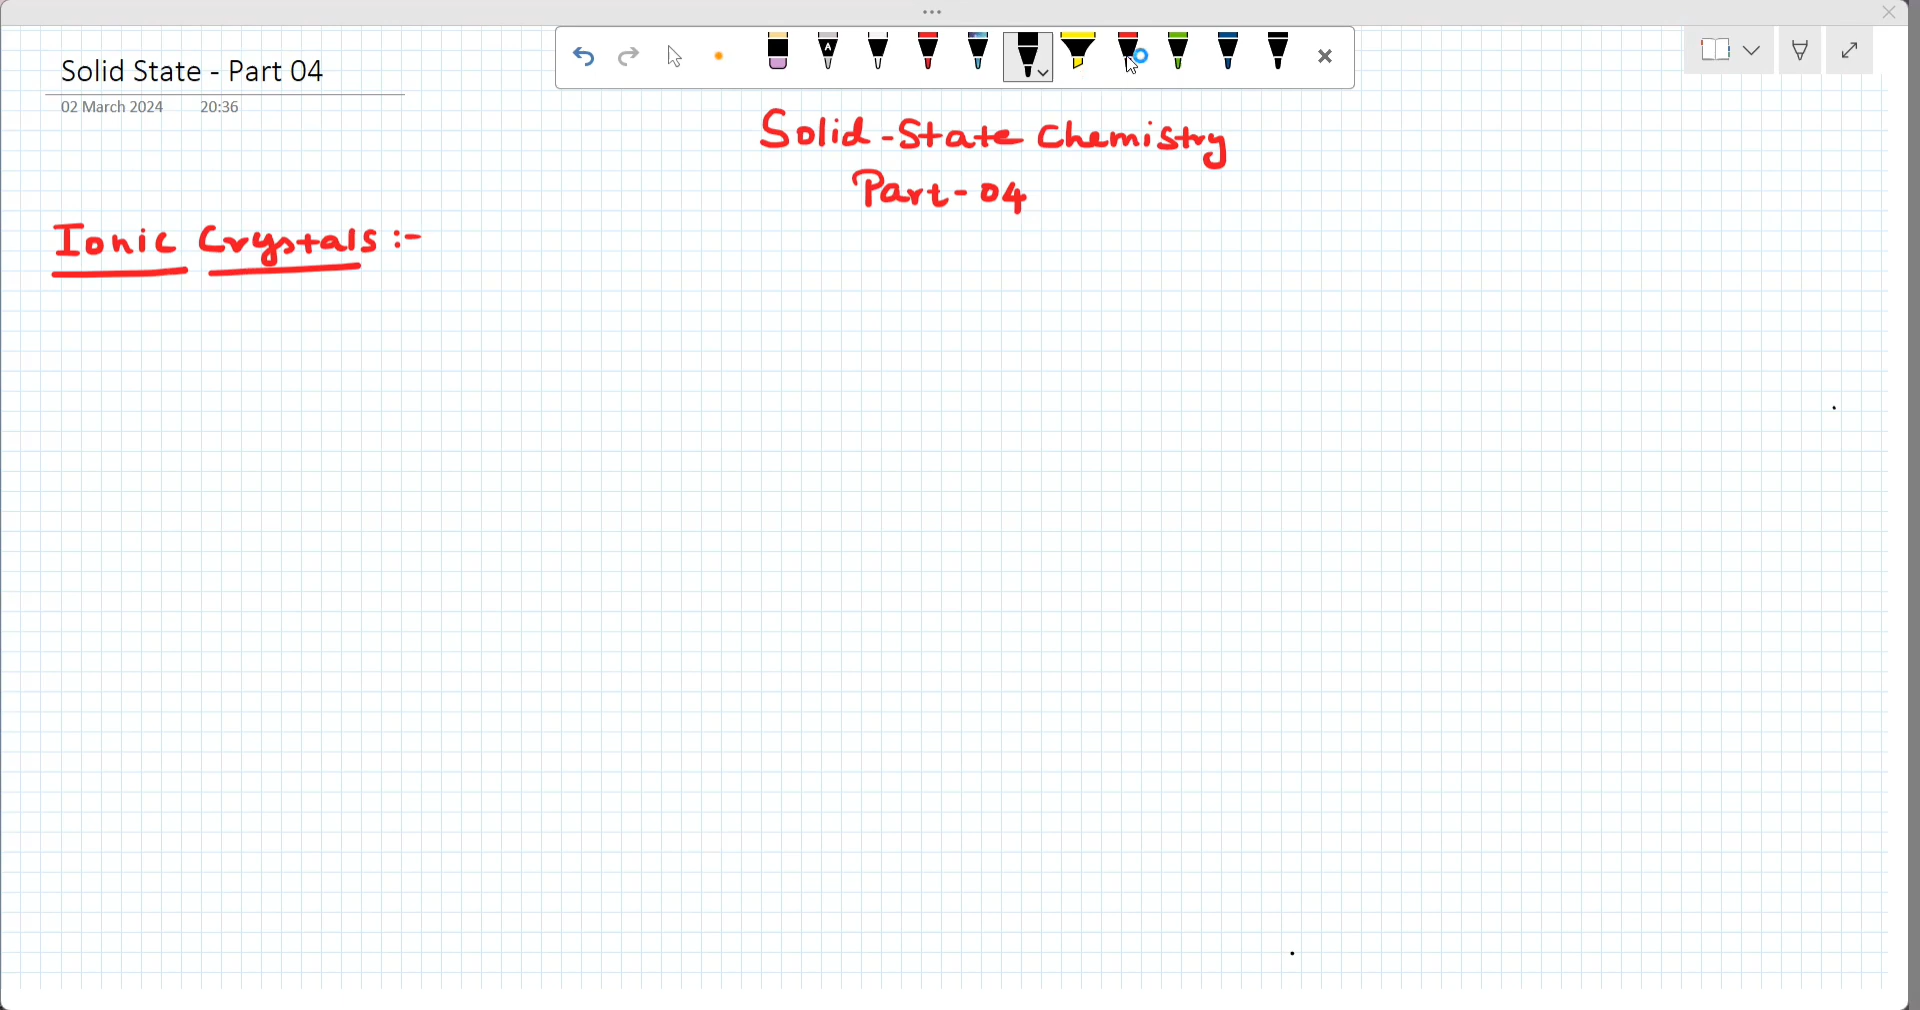 Solid State - Part 04
02 March 2024 20:36
A
Solid-State Chemistry
Part-04
Ionic Crystals :-